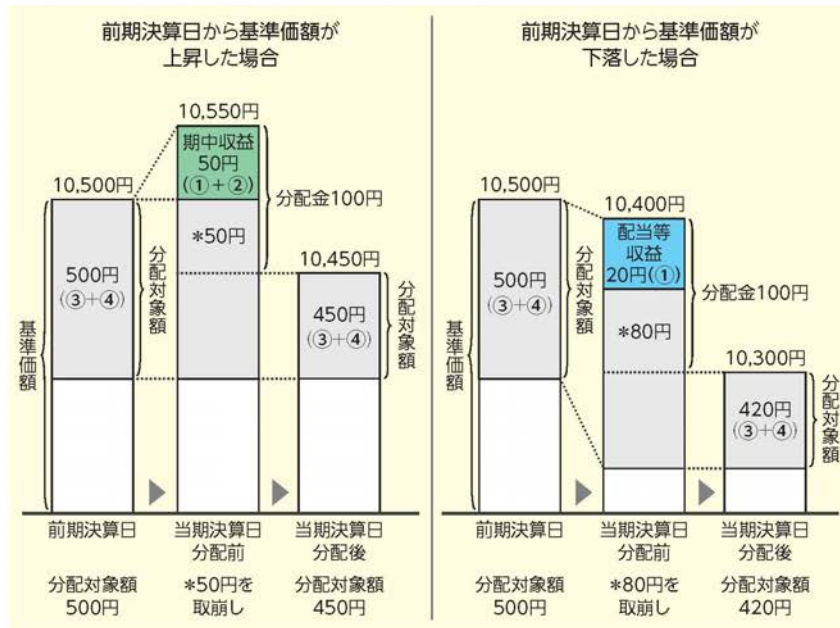 前期決算日から基準価額が
上昇した場合
10,550円
期中収益
50円
(①+②)
10,500円
分配金100円
*50円
10,450円
500円
(③+④)
分配対象額
450円
(③+④)
分配対象額
基準価額
前期決算日
当期決算日
分配前
当期決算日
分配後
分配対象額
500円
*50円を
取崩し
分配対象額
450円
前期決算日から基準価額が
下落した場合
10,500円
10,400円
配当等
収益
20円(①)
500円
(③+④)
分配対象額
分配金100円
*80円
10,300円
420円
(③+④)
分配対象額
基準価額
前期決算日
当期決算日
分配前
当期決算日
分配後
分配対象額
500円
*80円を
取崩し
分配対象額
420円